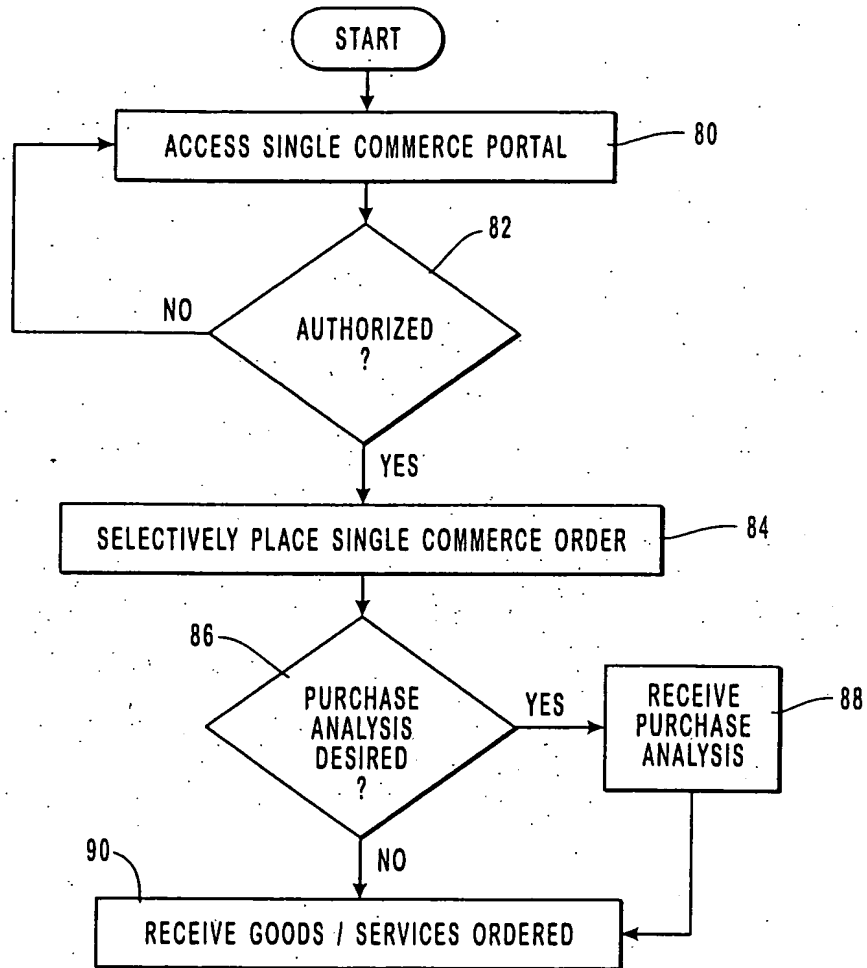 START
ACCESS SINGLE COMMERCE PORTAL
80
82
NO
AUTHORIZED
?
YES
SELECTIVELY PLACE SINGLE COMMERCE ORDER
84
86
PURCHASE
ANALYSIS
DESIRED
?
YES
RECEIVE
PURCHASE
ANALYSIS
88
NO
90
RECEIVE GOODS / SERVICES ORDERED